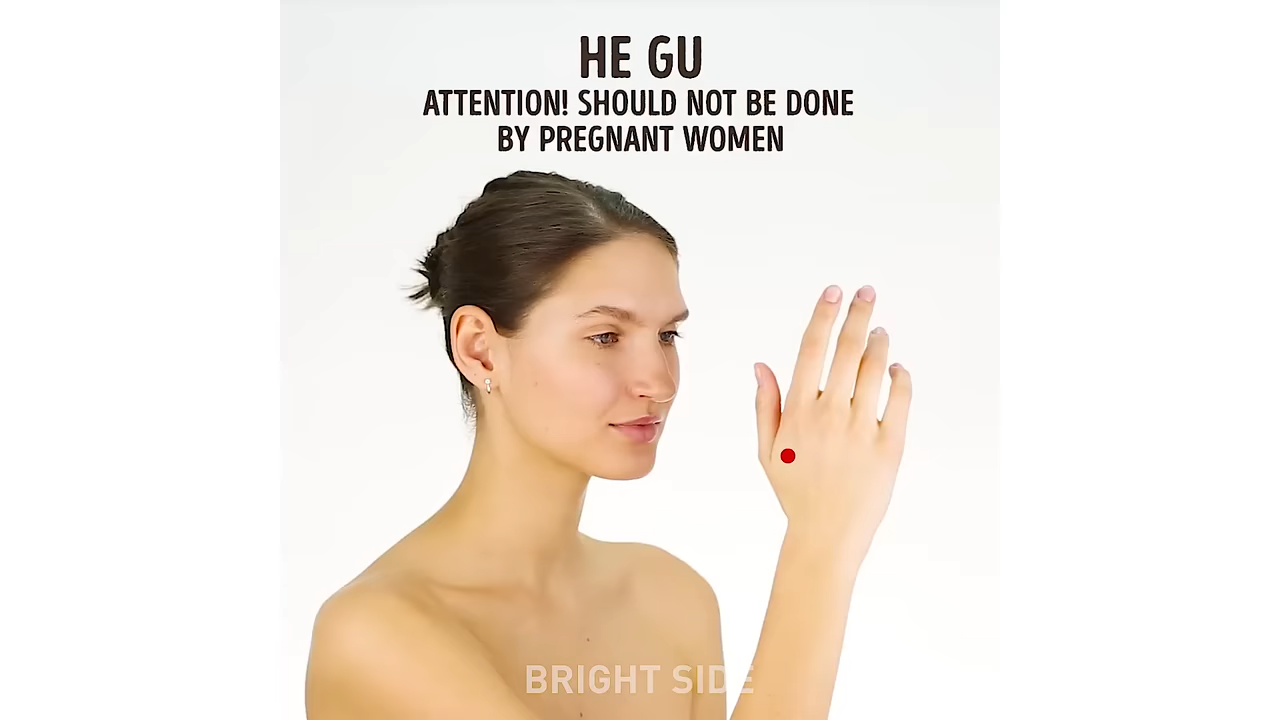 HE GU
ATTENTION! SHOULD NOT BE DONE
BY PREGNANT WOMEN
BRIGHT SIDE